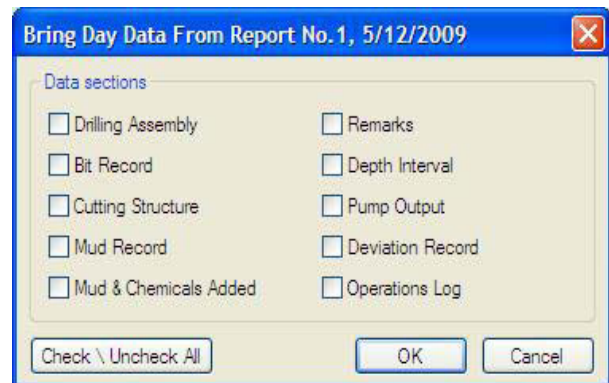 Bring Day Data From Report No.1, 5/12/2009
Data sections
Drilling Assembly
Bit Record
Cutting Structure
Mud Record
Mud & Chemicals Added
Remarks
Depth Interval
Pump Output
Deviation Record
Operations Log
Check \ Uncheck All
OK
Cancel